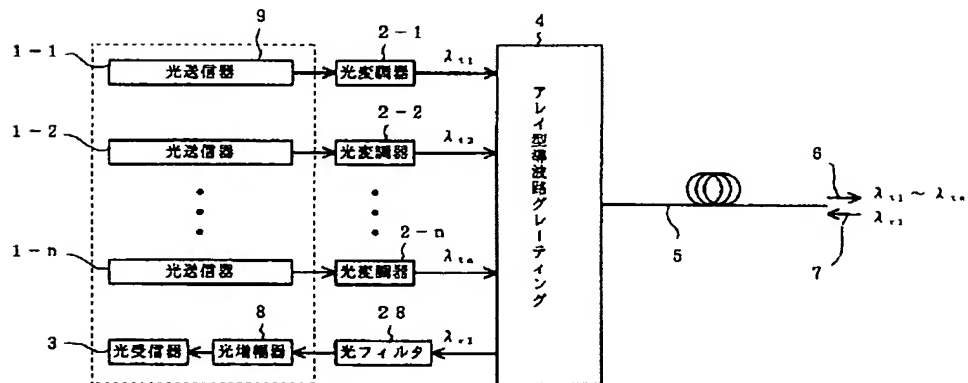 9
2-1
4
1-1
光送信器
光変調器
λt1
2-2
1-2
光送信器
光変調器
λt2
アレイ型導波路グレーティング
6
λt1～λtn
λr1
5
7
1-n
2-n
光送信器
光変調器
λtn
8
28
3
光受信器
光増幅器
光フィルタ
λr1